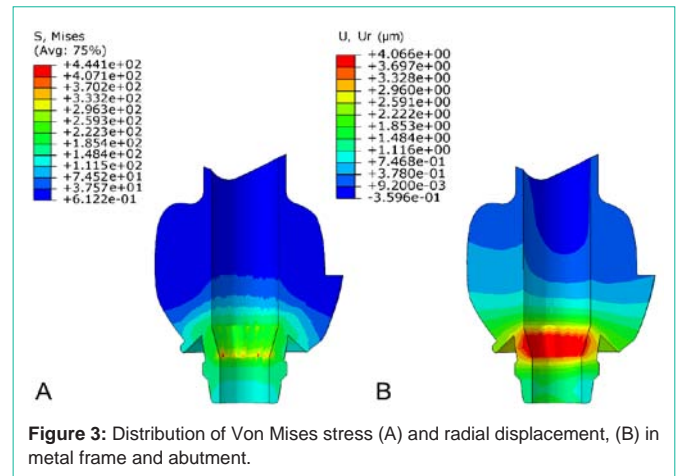 S, Mises
(Avg: 75%)
+4.441e+02
+4.071e+02
+3.702e+02
+3.332e+02
+2.963e+02
+2.593e+02
+2.223e+02
+1.854e+02
+1.484e+02
+1.115e+02
+7.452e+01
+3.757e+01
+6.122e-01
U, Ur (µm)
+4.066e+00
+3.697e+00
+3.328e+00
+2.960e+00
+2.591e+00
+2.222e+00
+1.853e+00
+1.484e+00
+1.116e+00
+7.468e-01
+3.780e-01
+9.200e-03
-3.596e-01
A
B
Figure 3: Distribution of Von Mises stress (A) and radial displacement, (B) in
metal frame and abutment.